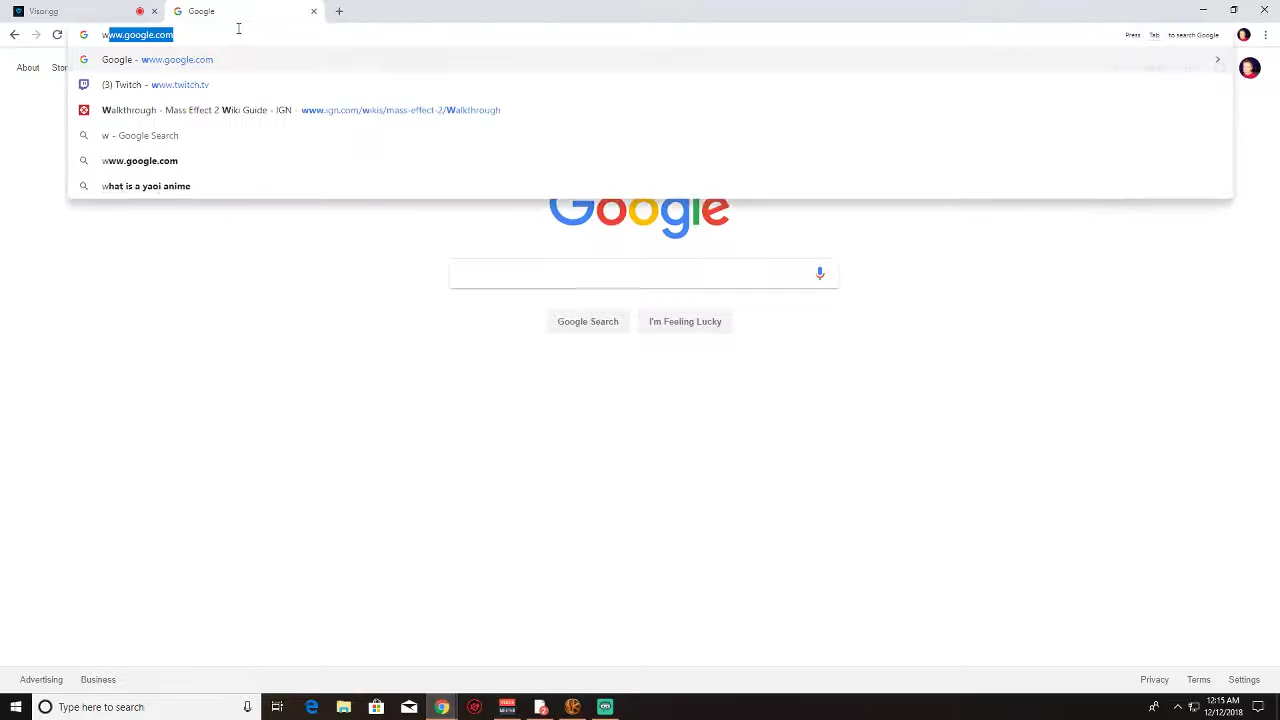 Visor.gg
Google
www.google.com
Press Tab to search Google
Google - www.google.com
About
(3) Twitch - www.twitch.tv
Walkthrough - Mass Effect 2 Wiki Guide - IGN - www.ign.com/wikis/mass-effect-2/Walkthrough
w - Google Search
www.google.com
what is a yaoi anime
Google
Google Search
I'm Feeling Lucky
Advertising
Business
Privacy
Terms
Settings
Type here to search
12:15 AM
12/12/2018